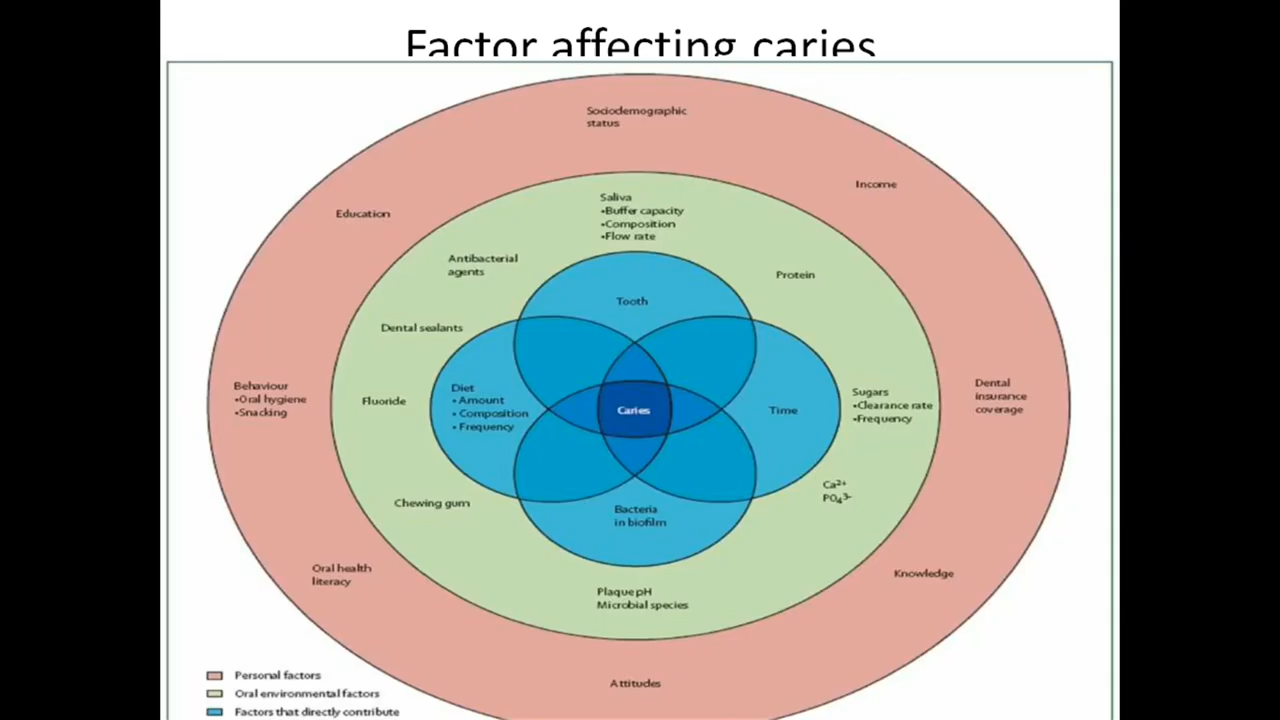 Factor affecting caries
Sociodemographic
status
Income
Education
Saliva
•Buffer capacity
•Composition
•Flow rate
Antibacterial
agents
Protein
Tooth
Dental sealants
Behaviour
•Oral hygiene
•Snacking
Fluoride
Diet
• Amount
• Composition
• Frequency
Caries
Time
Sugars
•Clearance rate
•Frequency
Dental
insurance
coverage
Chewing gum
Ca²⁺
PO₄³⁻
Bacteria
in biofilm
Oral health
literacy
Knowledge
Plaque pH
Microbial species
Attitudes
Personal factors
Oral environmental factors
Factors that directly contribute